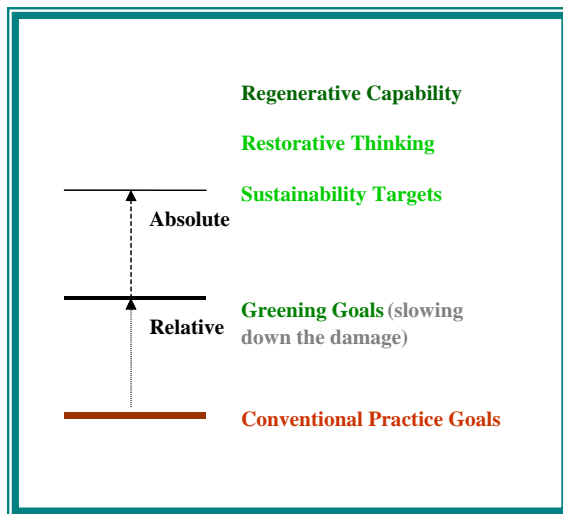 Regenerative Capability
Restorative Thinking
Sustainability Targets
Absolute
Greening Goals (slowing
down the damage)
Relative
Conventional Practice Goals